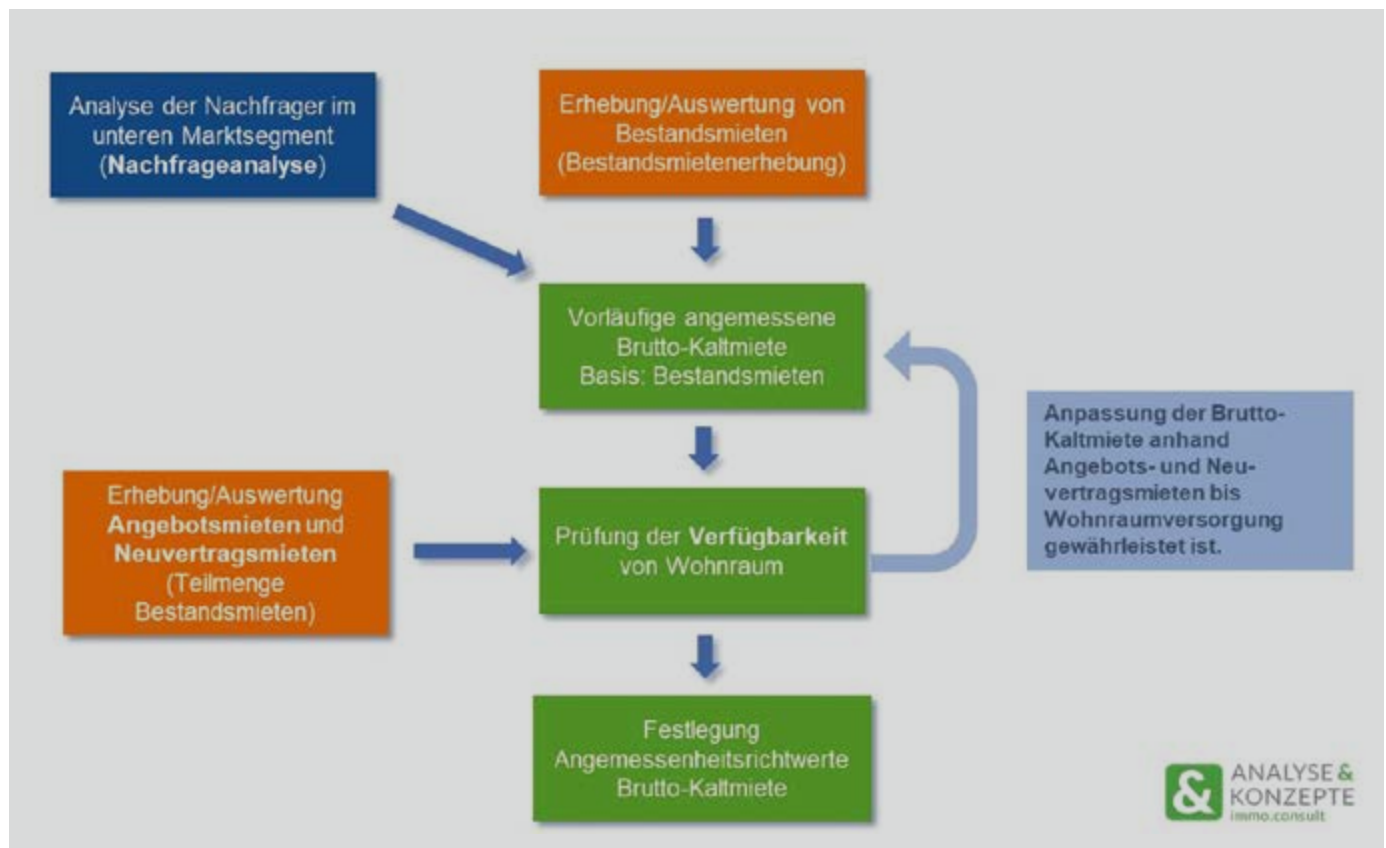 Analyse der Nachfrager im
unteren Marktsegment
(Nachfrageanalyse)
Erhebung/Auswertung von
Bestandsmieten
(Bestandsmietenerhebung)
Vorläufige angemessene
Brutto-Kaltmiete
Basis: Bestandsmieten
Anpassung der Brutto-
Kaltmiete anhand
Angebots- und Neu-
vertragsmieten bis
Wohnraumversorgung
gewährleistet ist.
Erhebung/Auswertung
Angebotsmieten und
Neuvertragsmieten
(Teilmenge
Bestandsmieten)
Prüfung der Verfügbarkeit
von Wohnraum
Festlegung
Angemessenheitsrichtwerte
Brutto-Kaltmiete
&
ANALYSE &
KONZEPTE
immo.consult